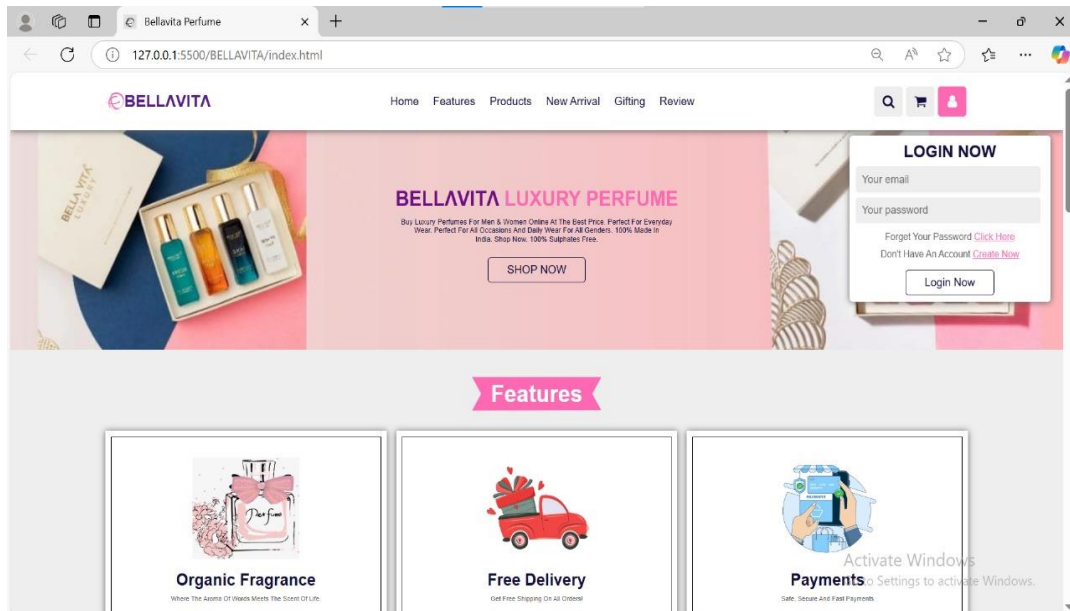 Bellavita Perfume
127.0.0.1:5500/BELLAVITA/index.html
BELLAVITA
Home Features Products New Arrival Gifting Review
BELLA VITA
LUXURY
BELLAVITA LUXURY PERFUME
Buy Luxury Perfumes For Men & Women Online At The Best Price. Perfect For Everyday
Wear. Perfect For All Occasions And Daily Wear For All Genders. 100% Made In
India. Shop Now. 100% Sulphates Free.
SHOP NOW
LOGIN NOW
Your email
Your password
Forget Your Password Click Here
Don't Have An Account Create Now
Login Now
Features
Perfume
Organic Fragrance
Where The Aroma Of Words Meets The Scent Of Life.
Free Delivery
Get Free Shipping On All Orders!
Payments
Safe, Secure And Fast Payments
Activate Windows
to Settings to activate Windows.